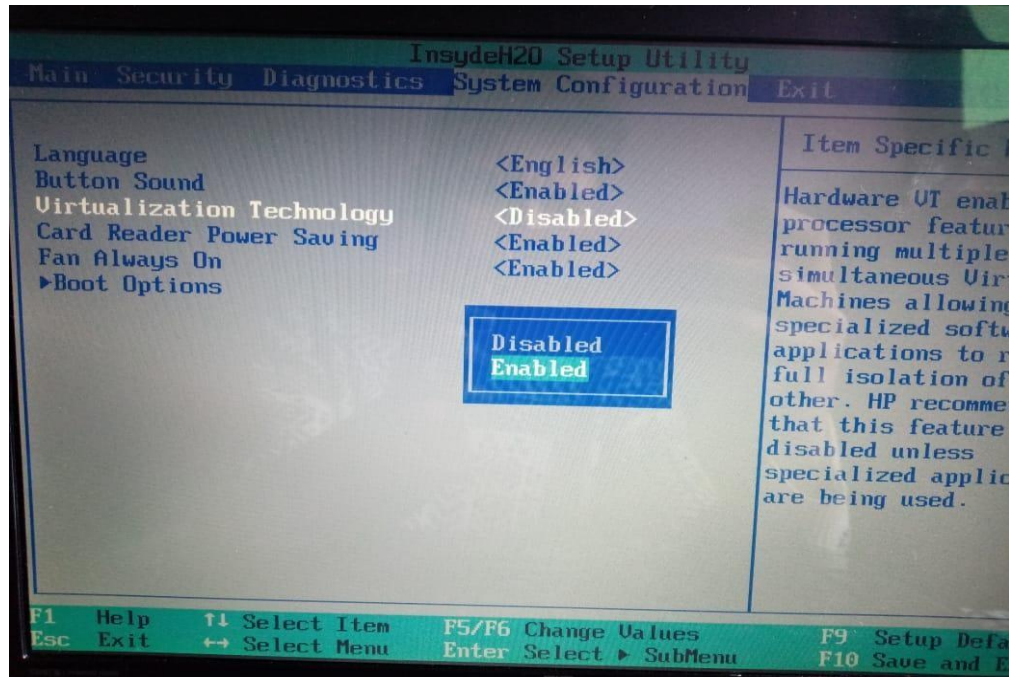 InsydeH2O Setup Utility
Main Security Diagnostics System Configuration Exit
Language <English>
Button Sound <Enabled>
Virtualization Technology <Disabled>
Card Reader Power Saving <Enabled>
Fan Always On <Enabled>
▶Boot Options
Disabled
Enabled
Item Specific
Hardware VT enab
processor featur
running multiple
simultaneous Vir
Machines allowing
specialized softw
applications to r
full isolation of
other. HP recomme
that this feature
disabled unless
specialized applic
are being used.
F1 Help ↑↓ Select Item F5/F6 Change Values F9 Setup Defa
Esc Exit ↔ Select Menu Enter Select ▶ SubMenu F10 Save and E